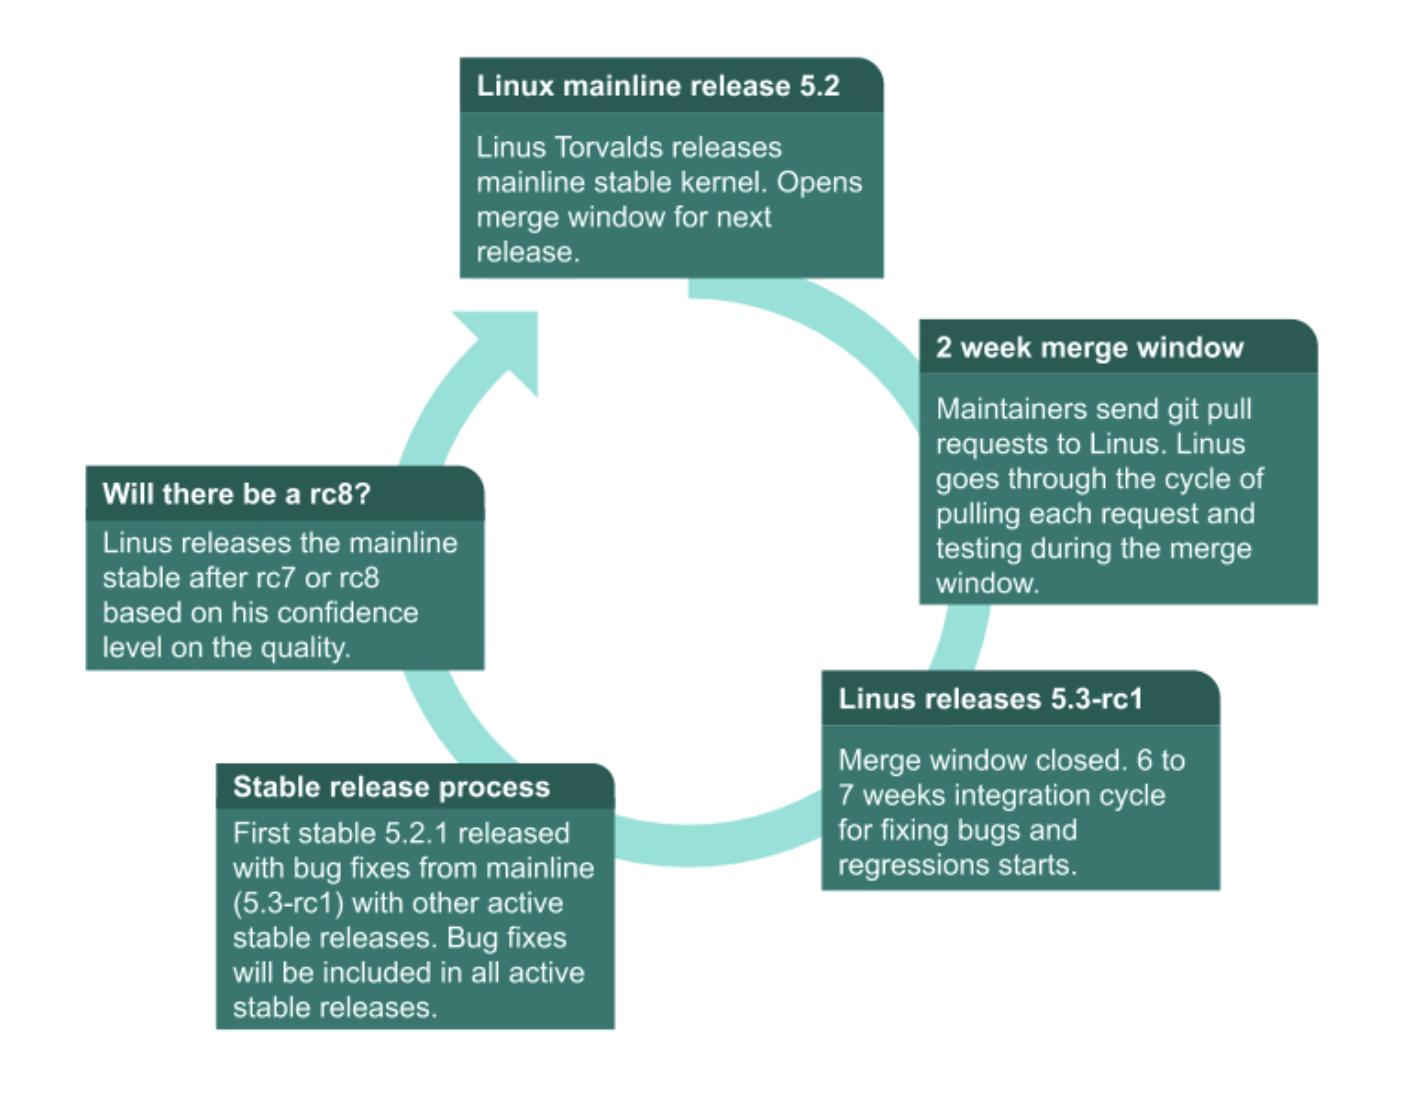 Linux mainline release 5.2
Linus Torvalds releases
mainline stable kernel. Opens
merge window for next
release.
2 week merge window
Maintainers send git pull
requests to Linus. Linus
goes through the cycle of
pulling each request and
testing during the merge
window.
Linus releases 5.3-rc1
Merge window closed. 6 to
7 weeks integration cycle
for fixing bugs and
regressions starts.
Stable release process
First stable 5.2.1 released
with bug fixes from mainline
(5.3-rc1) with other active
stable releases. Bug fixes
will be included in all active
stable releases.
Will there be a rc8?
Linus releases the mainline
stable after rc7 or rc8
based on his confidence
level on the quality.